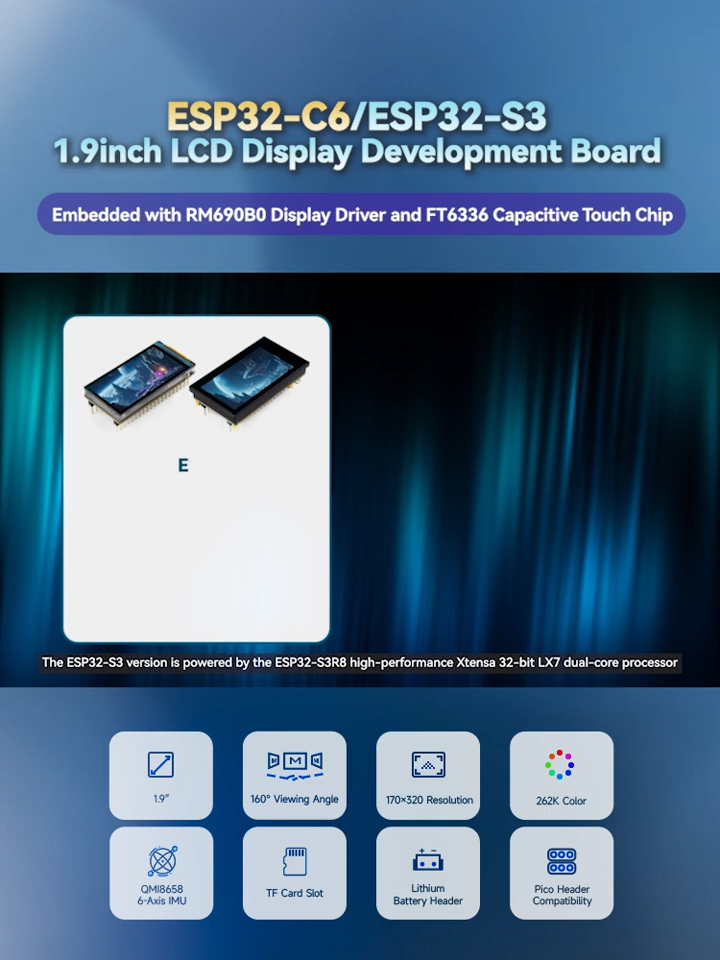 ESP32-C6/ESP32-S3
1.9inch LCD Display Development Board
Embedded with RM690B0 Display Driver and FT6336 Capacitive Touch Chip
E
The ESP32-S3 version is powered by the ESP32-S3R8 high-performance Xtensa 32-bit LX7 dual-core processor
1.9″
M
160° Viewing Angle
170×320 Resolution
262K Color
QMI8658
6-Axis IMU
TF Card Slot
Lithium
Battery Header
Pico Header
Compatibility